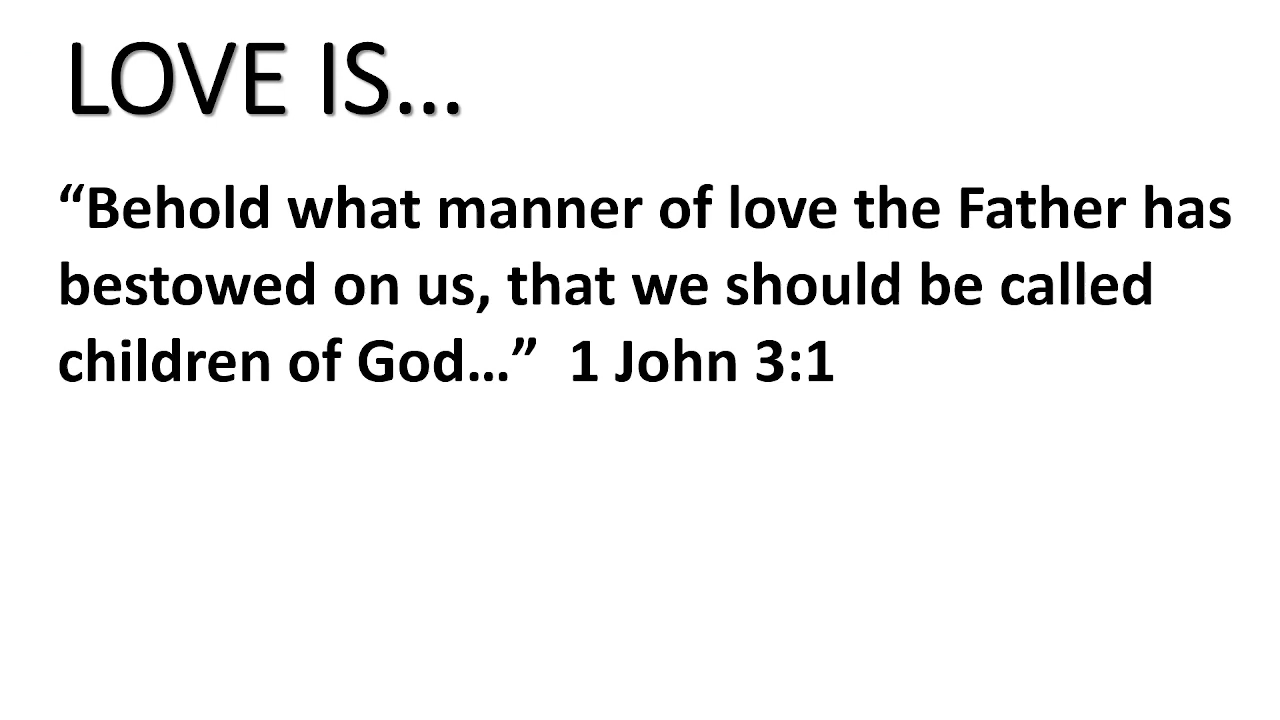 LOVE IS…
“Behold what manner of love the Father has
bestowed on us, that we should be called
children of God…”  1 John 3:1